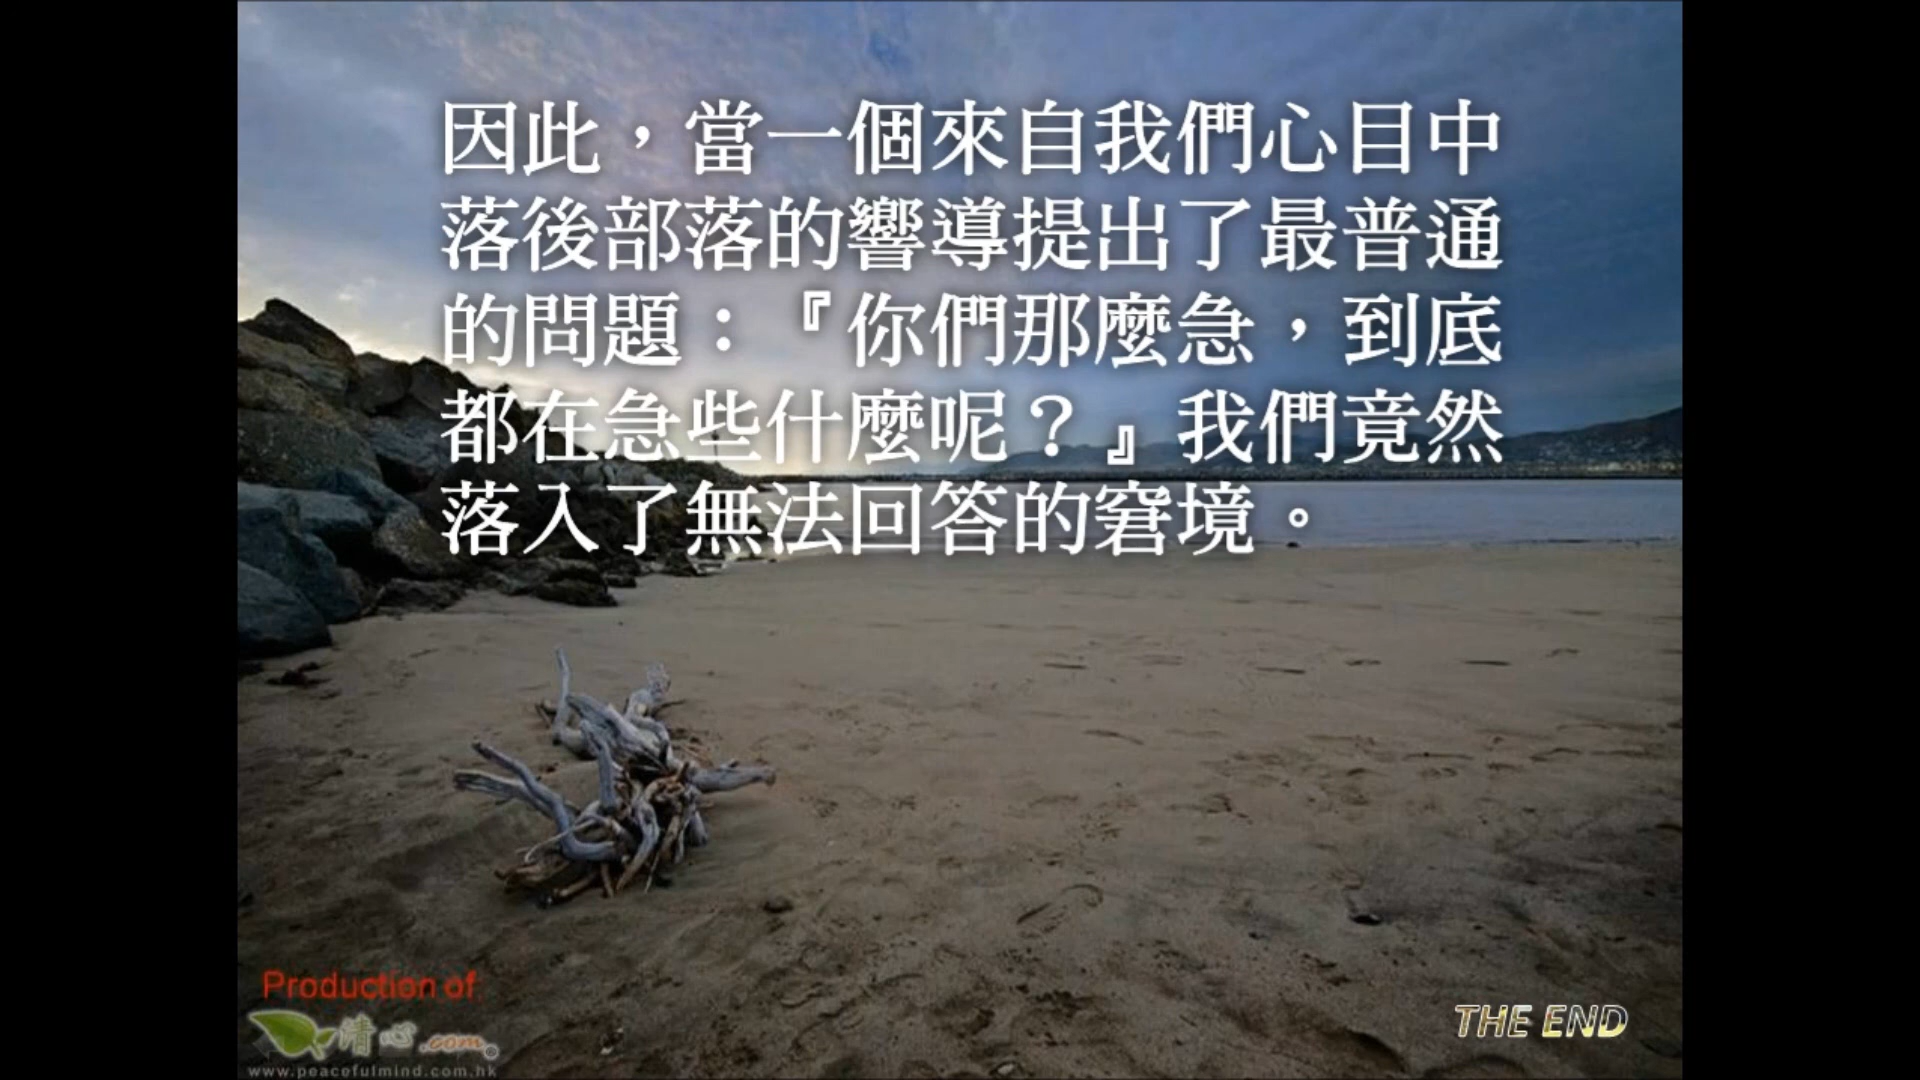 因此，當一個來自我們心目中
落後部落的響導提出了最普通
的問題：『你們那麼急，到底
都在急些什麼呢？』我們竟然
落入了無法回答的窘境。
Production of:
清心.com
www.peacefulmind.com.hk
THE END